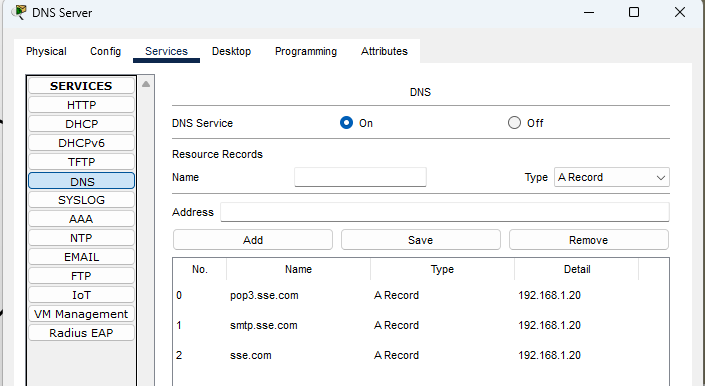 DNS Server
Physical Config Services Desktop Programming Attributes
SERVICES
HTTP
DHCP
DHCPv6
TFTP
DNS
SYSLOG
AAA
NTP
EMAIL
FTP
IoT
VM Management
Radius EAP
DNS
DNS Service On Off
Resource Records
Name Type A Record
Address
Add Save Remove
No. Name Type Detail
0 pop3.sse.com A Record 192.168.1.20
1 smtp.sse.com A Record 192.168.1.20
2 sse.com A Record 192.168.1.20